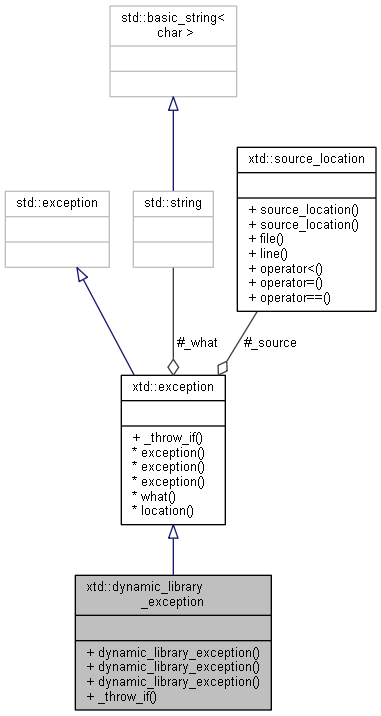 std::basic_string<
char >
xtd::source_location
+ source_location()
+ source_location()
+ file()
+ line()
+ operator<()
+ operator=()
+ operator==()
std::exception
std::string
#_what
#_source
xtd::exception
+ _throw_if()
* exception()
* exception()
* exception()
* what()
* location()
xtd::dynamic_library
_exception
+ dynamic_library_exception()
+ dynamic_library_exception()
+ dynamic_library_exception()
+ _throw_if()